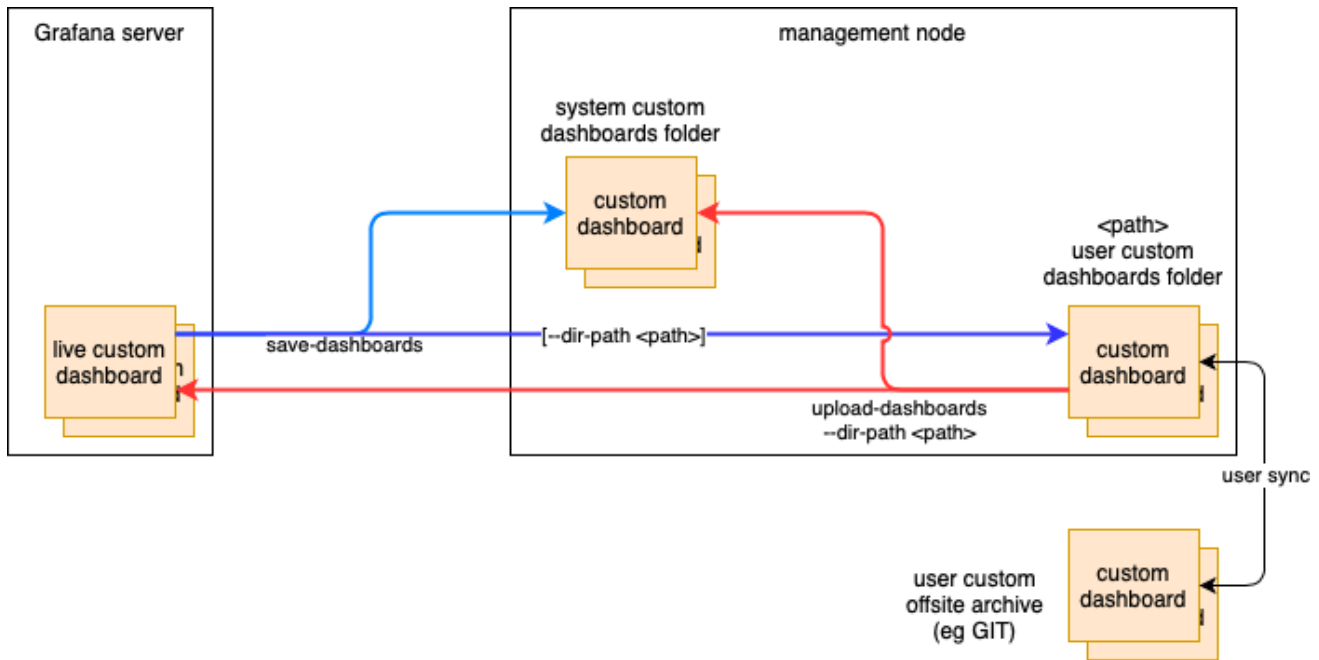 Grafana server
management node
system custom
dashboards folder
custom
dashboard
<path>
user custom
dashboards folder
live custom
dashboard
save-dashboards
[--dir-path <path>]
custom
dashboard
upload-dashboards
--dir-path <path>
user sync
user custom
offsite archive
(eg GIT)
custom
dashboard